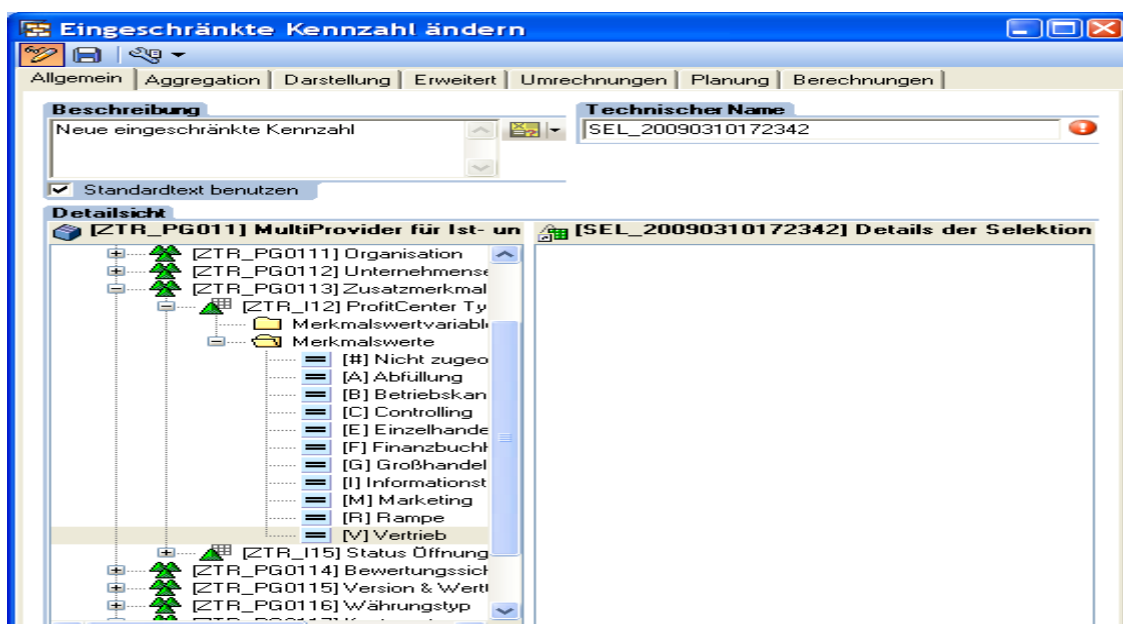 Eingeschränkte Kennzahl ändern
Allgemein Aggregation Darstellung Erweitert Umrechnungen Planung Berechnungen
Beschreibung Technischer Name
Neue eingeschränkte Kennzahl SEL_20090310172342
Standardtext benutzen
Detailsicht
[ZTR_PG011] MultiProvider für Ist- un [SEL_20090310172342] Details der Selektion
[ZTR_PG0111] Organisation
[ZTR_PG0112] Unternehmense
[ZTR_PG0113] Zusatzmerkmal
[ZTR_I12] ProfitCenter Ty
Merkmalswertvariable
Merkmalswerte
[#] Nicht zugeo
[A] Abfüllung
[B] Betriebskan
[C] Controlling
[E] Einzelhande
[F] Finanzbuchh
[G] Großhandel
[I] Informationst
[M] Marketing
[R] Rampe
[V] Vertrieb
[ZTR_I15] Status Öffnung
[ZTR_PG0114] Bewertungssich
[ZTR_PG0115] Version & Wertt
[ZTR_PG0116] Währungstyp